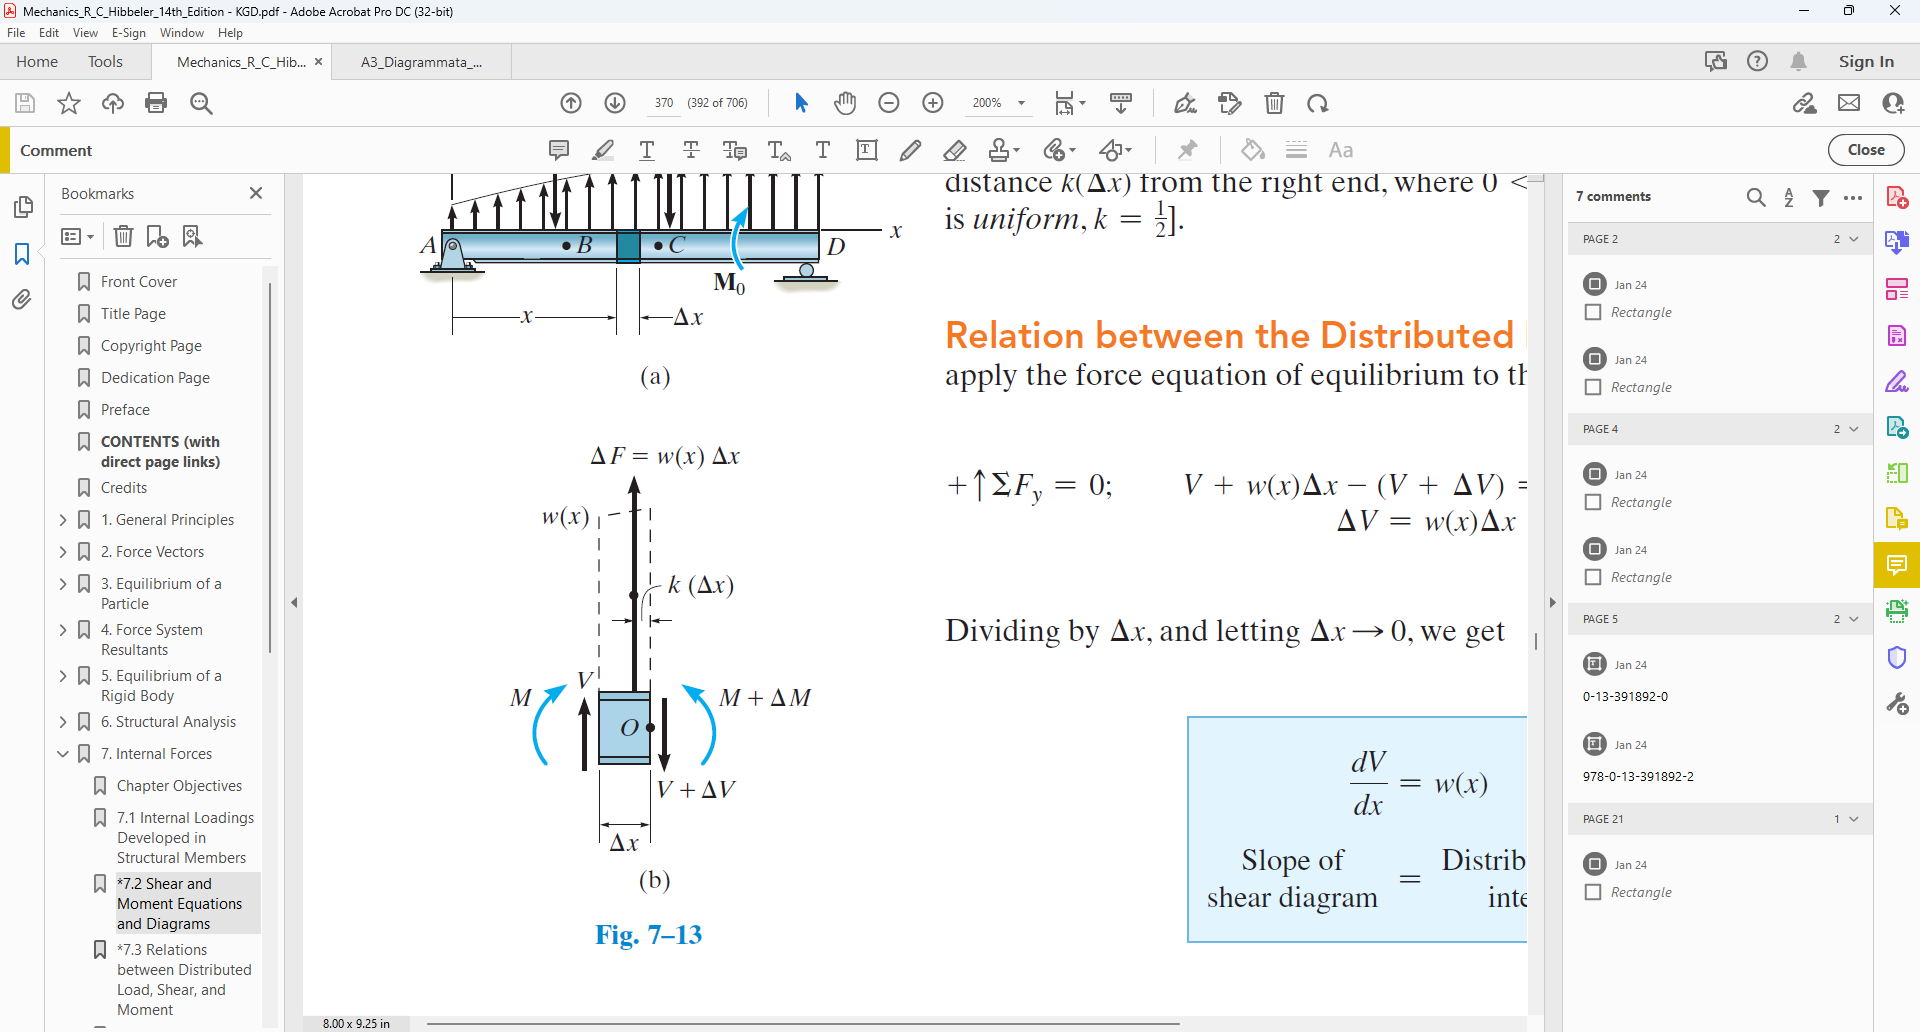 Mechanics_R_C_Hibbeler_14th_Edition - KGD.pdf - Adobe Acrobat Pro DC (32-bit)
File Edit View E-Sign Window Help
Home Tools Mechanics_R_C_Hib... × A3_Diagrammata_... Sign In
370 (392 of 706) 200%
Comment Close
Bookmarks
Front Cover
Title Page
Copyright Page
Dedication Page
Preface
CONTENTS (with
direct page links)
Credits
1. General Principles
2. Force Vectors
3. Equilibrium of a
Particle
4. Force System
Resultants
5. Equilibrium of a
Rigid Body
6. Structural Analysis
7. Internal Forces
Chapter Objectives
7.1 Internal Loadings
Developed in
Structural Members
*7.2 Shear and
Moment Equations
and Diagrams
*7.3 Relations
between Distributed
Load, Shear, and
Moment
A B C D x
M0
x Δx
(a)
ΔF = w(x) Δx
w(x)
k (Δx)
M V M + ΔM
O
V + ΔV
Δx
(b)
Fig. 7–13
8.00 x 9.25 in
distance k(Δx) from the right end, where 0 <
is uniform, k = 1/2].
Relation between the Distributed
apply the force equation of equilibrium to th
+↑ΣFy = 0; V + w(x)Δx − (V + ΔV) =
ΔV = w(x)Δx
Dividing by Δx, and letting Δx → 0, we get
dV/dx = w(x)
Slope of = Distrib
shear diagram inte
7 comments
PAGE 2 2
Jan 24
Rectangle
Jan 24
Rectangle
PAGE 4 2
Jan 24
Rectangle
Jan 24
Rectangle
PAGE 5 2
Jan 24
0-13-391892-0
Jan 24
978-0-13-391892-2
PAGE 21 1
Jan 24
Rectangle